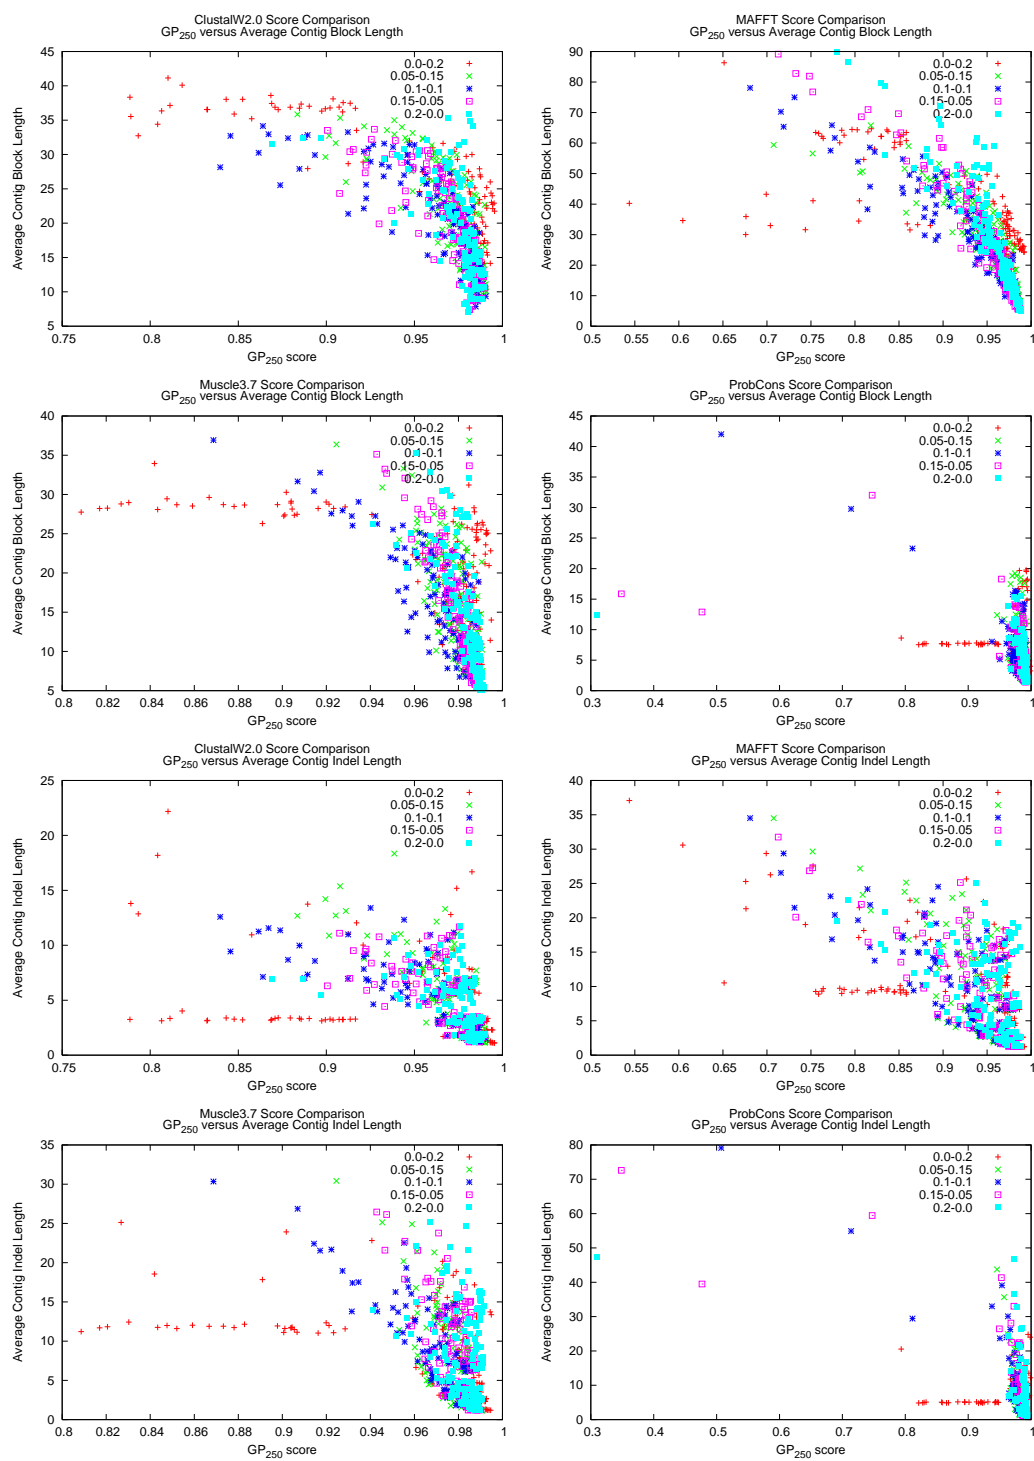 ClustalW2.0 Score Comparison
GP250 versus Average Contig Block Length
Average Contig Block Length
45
40
35
30
25
20
15
10
5
0.75 0.8 0.85 0.9 0.95 1
GP250 score
0.0-0.2
0.05-0.15
0.1-0.1
0.15-0.05
0.2-0.0
MAFFT Score Comparison
GP250 versus Average Contig Block Length
Average Contig Block Length
90
80
70
60
50
40
30
20
10
0
0.5 0.55 0.6 0.65 0.7 0.75 0.8 0.85 0.9 0.95 1
GP250 score
0.0-0.2
0.05-0.15
0.1-0.1
0.15-0.05
0.2-0.0
Muscle3.7 Score Comparison
GP250 versus Average Contig Block Length
Average Contig Block Length
40
35
30
25
20
15
10
5
0.8 0.82 0.84 0.86 0.88 0.9 0.92 0.94 0.96 0.98 1
GP250 score
0.0-0.2
0.05-0.15
0.1-0.1
0.15-0.05
0.2-0.0
ProbCons Score Comparison
GP250 versus Average Contig Block Length
Average Contig Block Length
45
40
35
30
25
20
15
10
5
0
0.3 0.4 0.5 0.6 0.7 0.8 0.9 1
GP250 score
0.0-0.2
0.05-0.15
0.1-0.1
0.15-0.05
0.2-0.0
ClustalW2.0 Score Comparison
GP250 versus Average Contig Indel Length
Average Contig Indel Length
25
20
15
10
5
0
0.75 0.8 0.85 0.9 0.95 1
GP250 score
0.0-0.2
0.05-0.15
0.1-0.1
0.15-0.05
0.2-0.0
MAFFT Score Comparison
GP250 versus Average Contig Indel Length
Average Contig Indel Length
40
35
30
25
20
15
10
5
0
0.5 0.55 0.6 0.65 0.7 0.75 0.8 0.85 0.9 0.95 1
GP250 score
0.0-0.2
0.05-0.15
0.1-0.1
0.15-0.05
0.2-0.0
Muscle3.7 Score Comparison
GP250 versus Average Contig Indel Length
Average Contig Indel Length
35
30
25
20
15
10
5
0
0.8 0.82 0.84 0.86 0.88 0.9 0.92 0.94 0.96 0.98 1
GP250 score
0.0-0.2
0.05-0.15
0.1-0.1
0.15-0.05
0.2-0.0
ProbCons Score Comparison
GP250 versus Average Contig Indel Length
Average Contig Indel Length
80
70
60
50
40
30
20
10
0
0.3 0.4 0.5 0.6 0.7 0.8 0.9 1
GP250 score
0.0-0.2
0.05-0.15
0.1-0.1
0.15-0.05
0.2-0.0